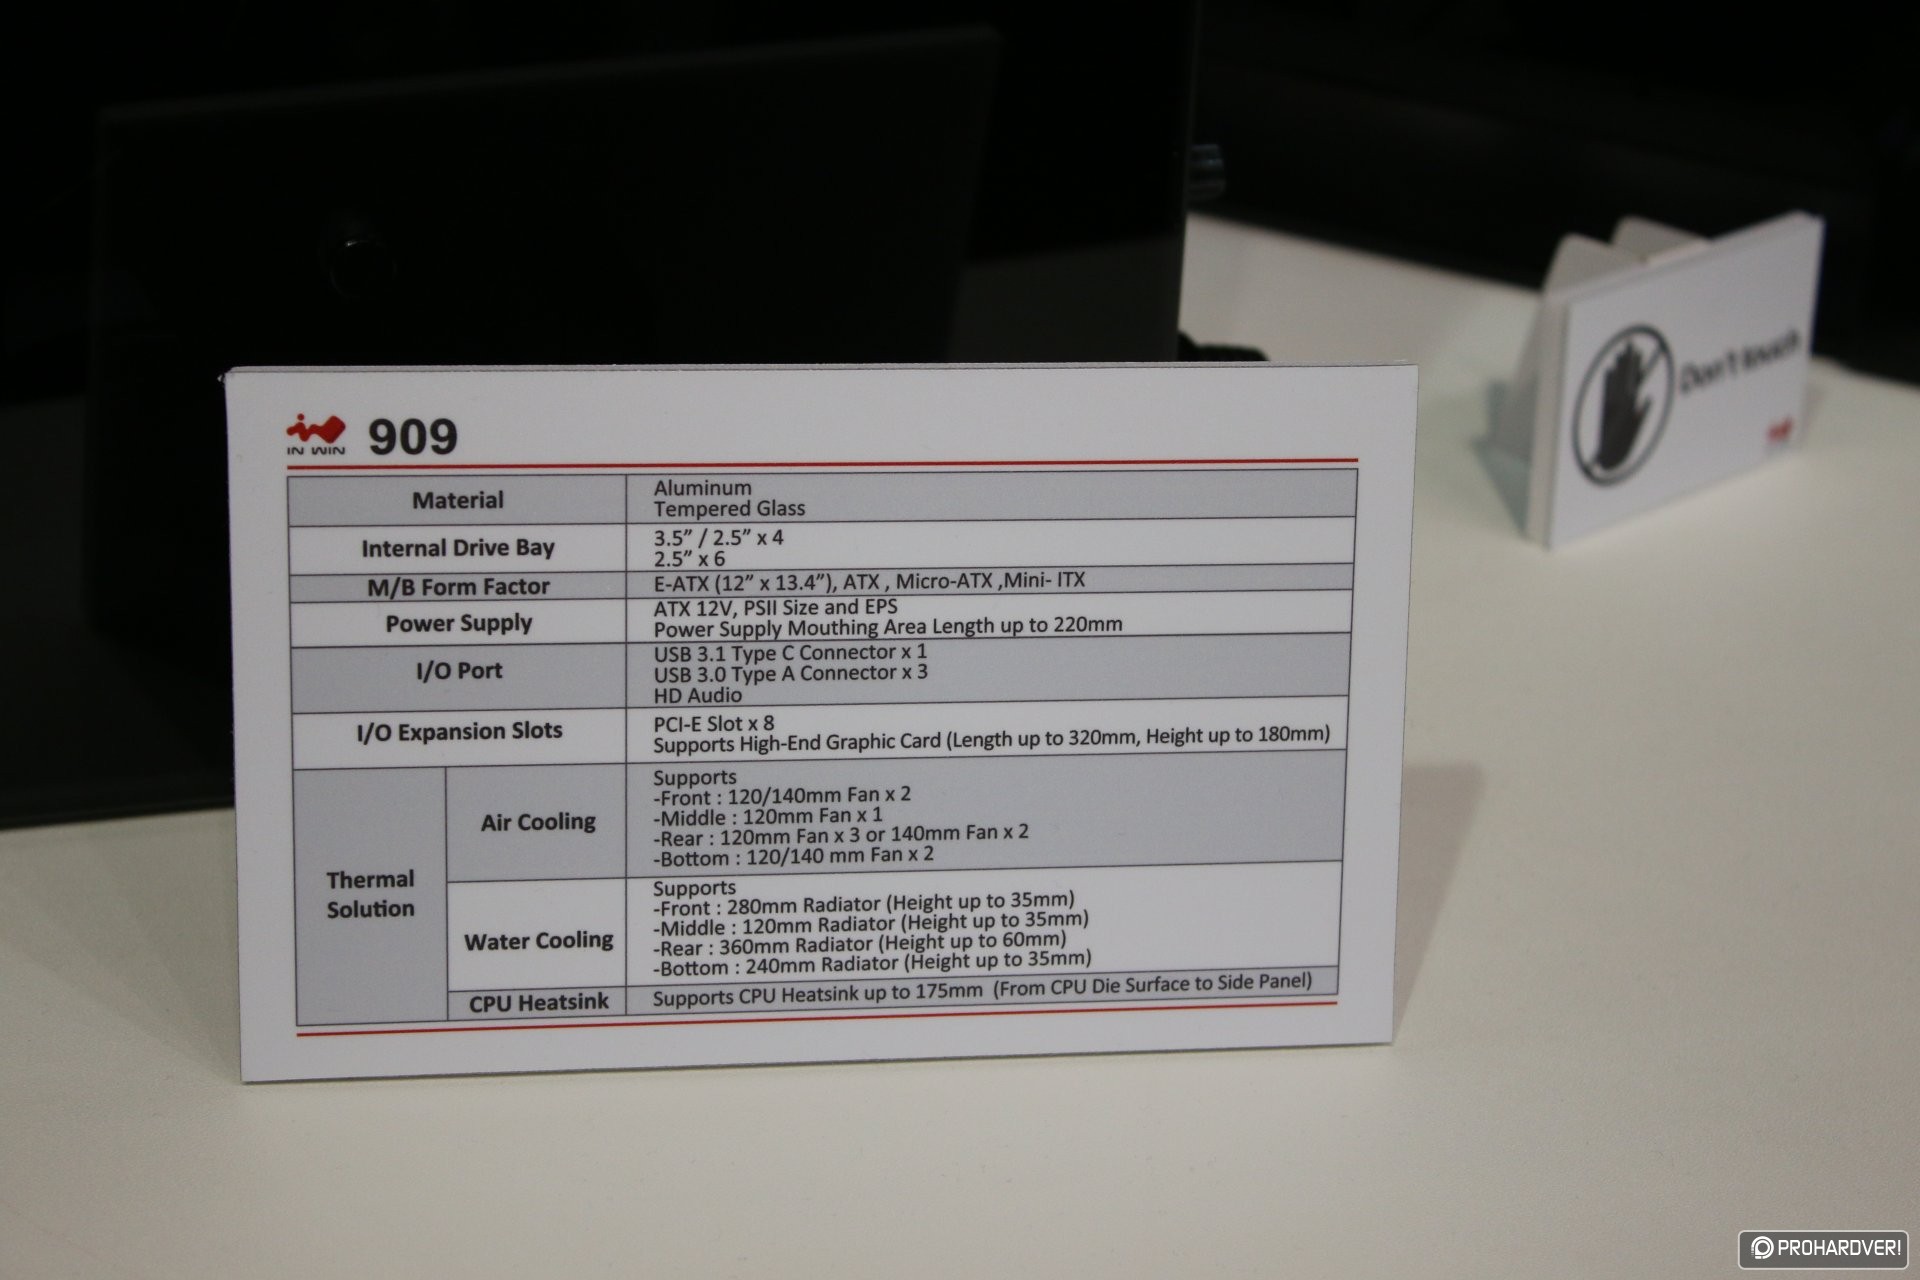 IN WIN 909
Material
Aluminum
Tempered Glass
Internal Drive Bay
3.5” / 2.5” x 4
2.5” x 6
M/B Form Factor
E-ATX (12” x 13.4”), ATX , Micro-ATX ,Mini- ITX
Power Supply
ATX 12V, PSII Size and EPS
Power Supply Mouthing Area Length up to 220mm
I/O Port
USB 3.1 Type C Connector x 1
USB 3.0 Type A Connector x 3
HD Audio
I/O Expansion Slots
PCI-E Slot x 8
Supports High-End Graphic Card (Length up to 320mm, Height up to 180mm)
Thermal
Solution
Air Cooling
Supports
-Front : 120/140mm Fan x 2
-Middle : 120mm Fan x 1
-Rear : 120mm Fan x 3 or 140mm Fan x 2
-Bottom : 120/140 mm Fan x 2
Water Cooling
Supports
-Front : 280mm Radiator (Height up to 35mm)
-Middle : 120mm Radiator (Height up to 35mm)
-Rear : 360mm Radiator (Height up to 60mm)
-Bottom : 240mm Radiator (Height up to 35mm)
CPU Heatsink
Supports CPU Heatsink up to 175mm  (From CPU Die Surface to Side Panel)
Don't touch
PROHARDVER!